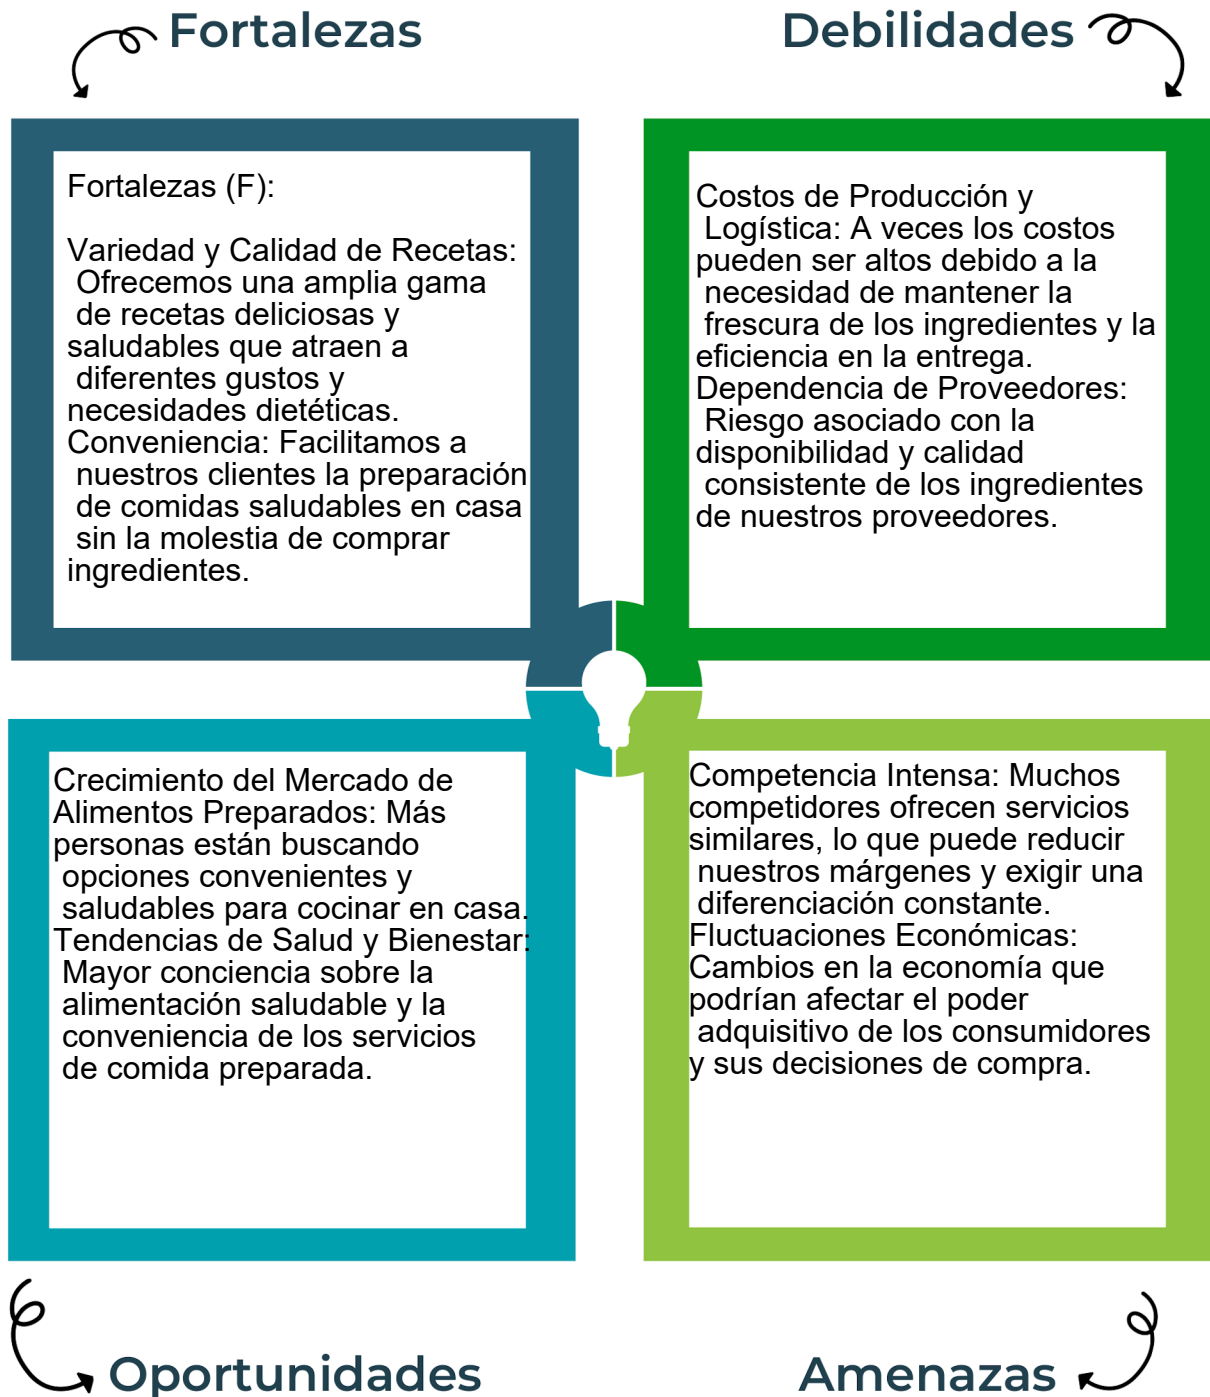 Fortalezas
Debilidades
Fortalezas (F):
Variedad y Calidad de Recetas:
Ofrecemos una amplia gama
de recetas deliciosas y
saludables que atraen a
diferentes gustos y
necesidades dietéticas.
Conveniencia: Facilitamos a
nuestros clientes la preparación
de comidas saludables en casa
sin la molestia de comprar
ingredientes.
Costos de Producción y
Logística: A veces los costos
pueden ser altos debido a la
necesidad de mantener la
frescura de los ingredientes y la
eficiencia en la entrega.
Dependencia de Proveedores:
Riesgo asociado con la
disponibilidad y calidad
consistente de los ingredientes
de nuestros proveedores.
Crecimiento del Mercado de
Alimentos Preparados: Más
personas están buscando
opciones convenientes y
saludables para cocinar en casa.
Tendencias de Salud y Bienestar:
Mayor conciencia sobre la
alimentación saludable y la
conveniencia de los servicios
de comida preparada.
Competencia Intensa: Muchos
competidores ofrecen servicios
similares, lo que puede reducir
nuestros márgenes y exigir una
diferenciación constante.
Fluctuaciones Económicas:
Cambios en la economía que
podrían afectar el poder
adquisitivo de los consumidores
y sus decisiones de compra.
Oportunidades
Amenazas